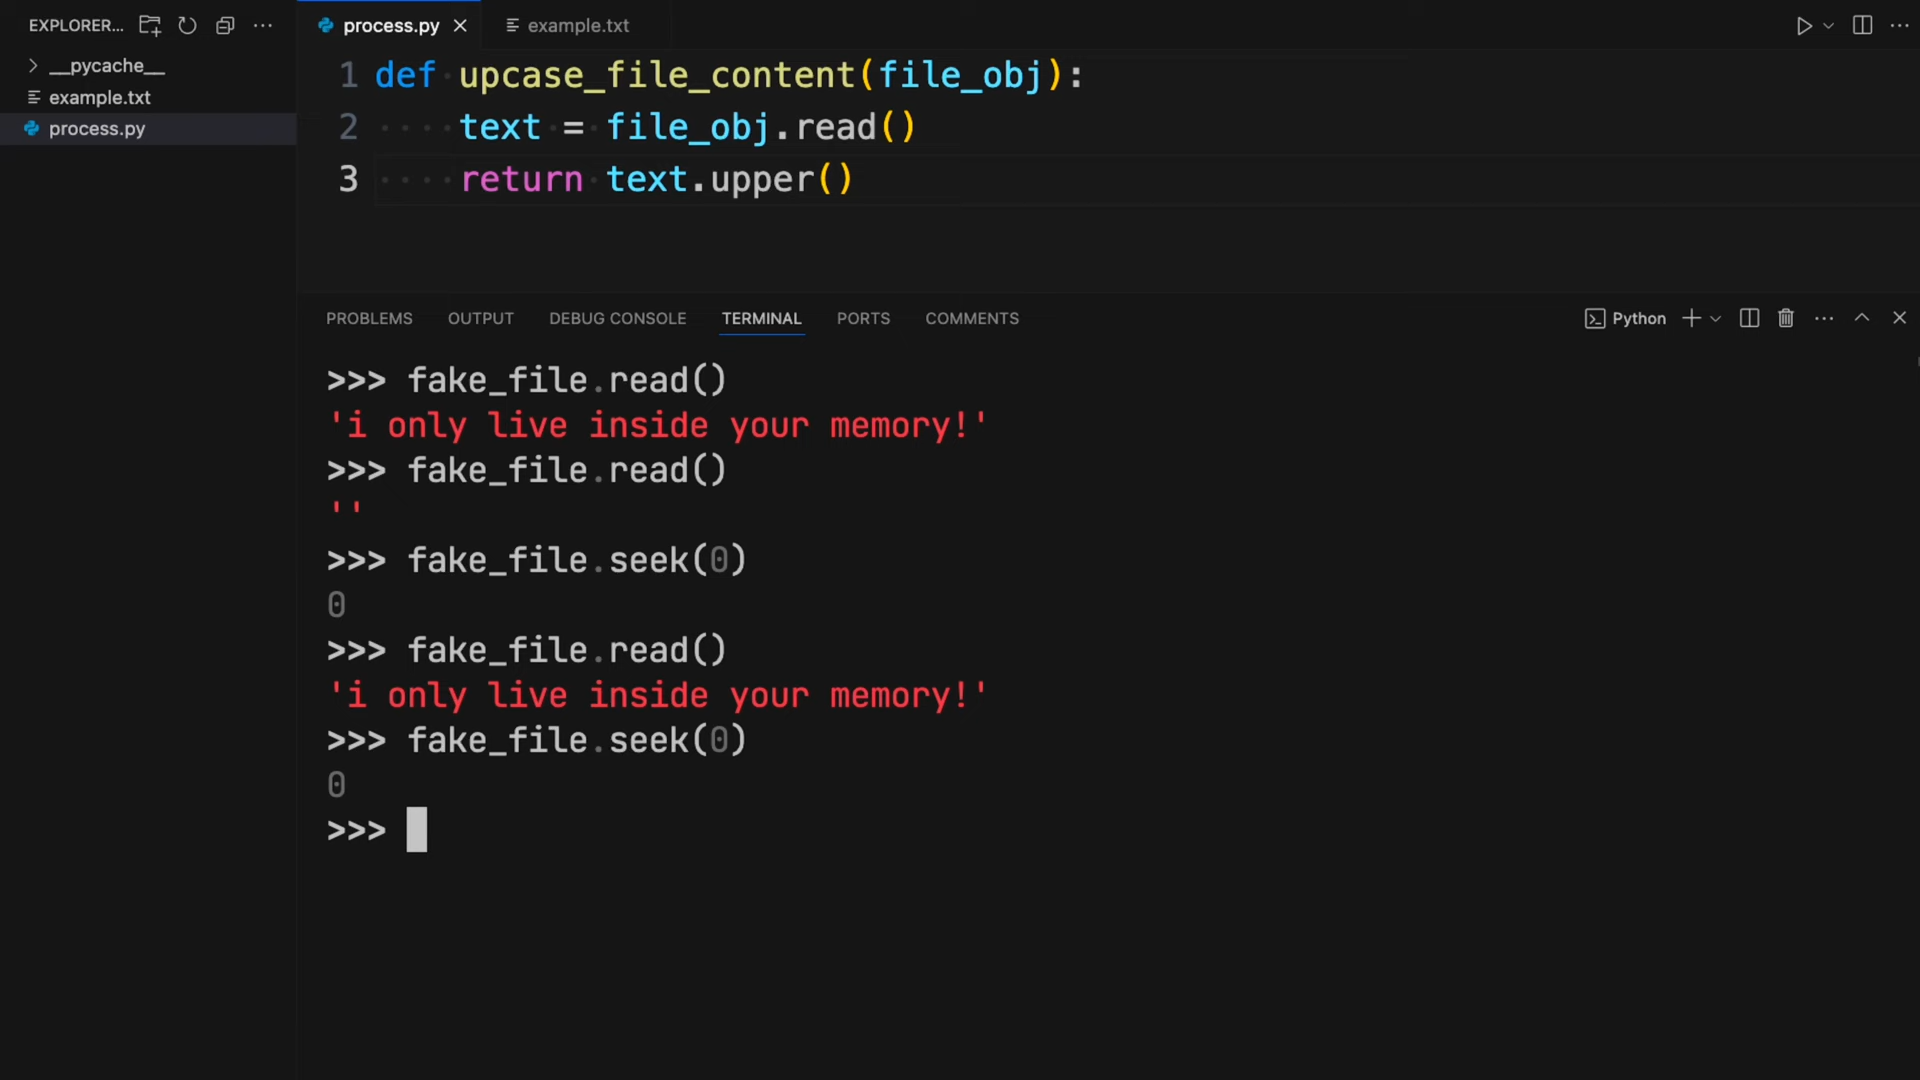 EXPLORER...
process.py
example.txt
__pycache__
example.txt
process.py
1 def upcase_file_content(file_obj):
2 text = file_obj.read()
3 return text.upper()
PROBLEMS OUTPUT DEBUG CONSOLE TERMINAL PORTS COMMENTS
Python
>>> fake_file.read()
'i only live inside your memory!'
>>> fake_file.read()
''
>>> fake_file.seek(0)
0
>>> fake_file.read()
'i only live inside your memory!'
>>> fake_file.seek(0)
0
>>>